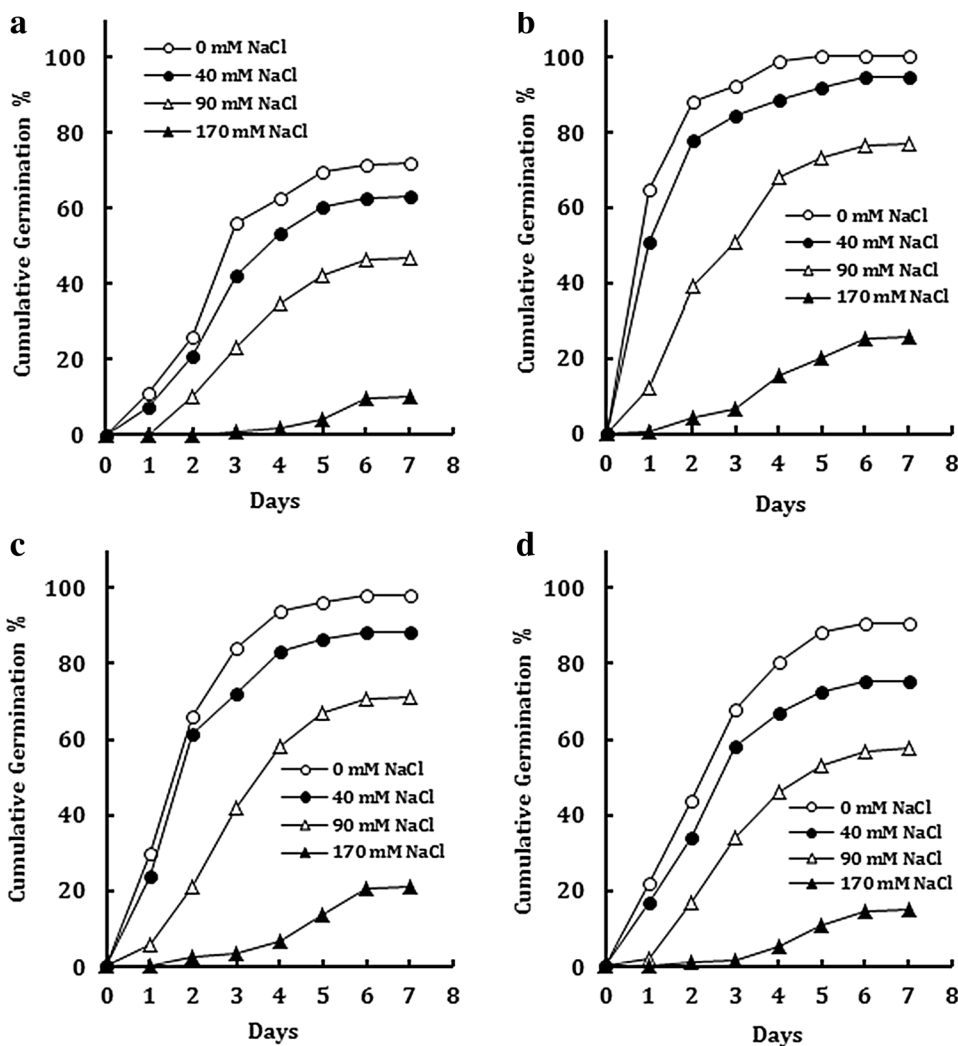 a
100
80
60
40
20
0
Cumulative Germination %
0 mM NaCl
40 mM NaCl
90 mM NaCl
170 mM NaCl
0 1 2 3 4 5 6 7 8
Days
b
100
80
60
40
20
0
Cumulative Germination %
0 mM NaCl
40 mM NaCl
90 mM NaCl
170 mM NaCl
0 1 2 3 4 5 6 7 8
Days
c
100
80
60
40
20
0
Cumulative Germination %
0 mM NaCl
40 mM NaCl
90 mM NaCl
170 mM NaCl
0 1 2 3 4 5 6 7 8
Days
d
100
80
60
40
20
0
Cumulative Germination %
0 mM NaCl
40 mM NaCl
90 mM NaCl
170 mM NaCl
0 1 2 3 4 5 6 7 8
Days